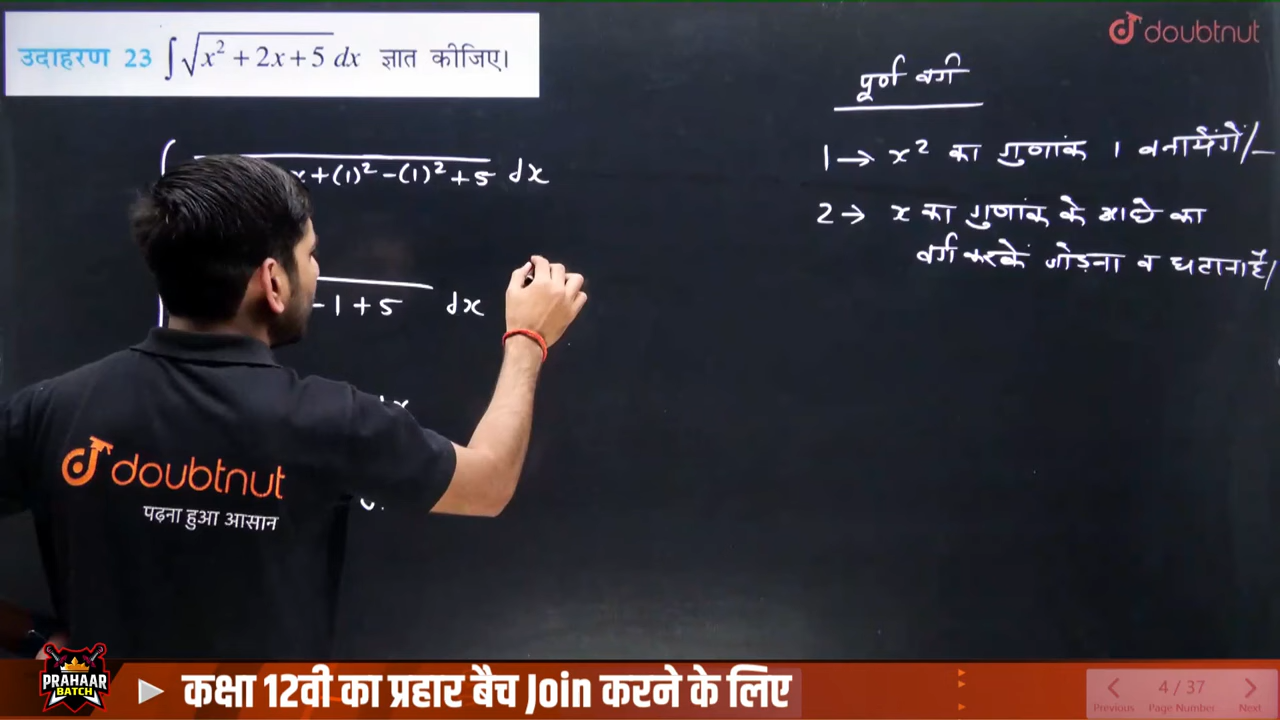 उदाहरण 23 ∫√x² + 2x + 5 dx ज्ञात कीजिए।
doubtnut
पूर्ण वर्ग
1 → x² का गुणांक 1 बनायेंगें/-
2 → x का गुणांक के आधे का
वर्ग करके जोड़ना व घटाना है/
x + (1)² - (1)² + 5 dx
- 1 + 5 dx
dx
doubtnut
पढ़ना हुआ आसान
PRAHAAR
BATCH
कक्षा 12वी का प्रहार बैच Join करने के लिए
4 / 37
Previous Page Number Next